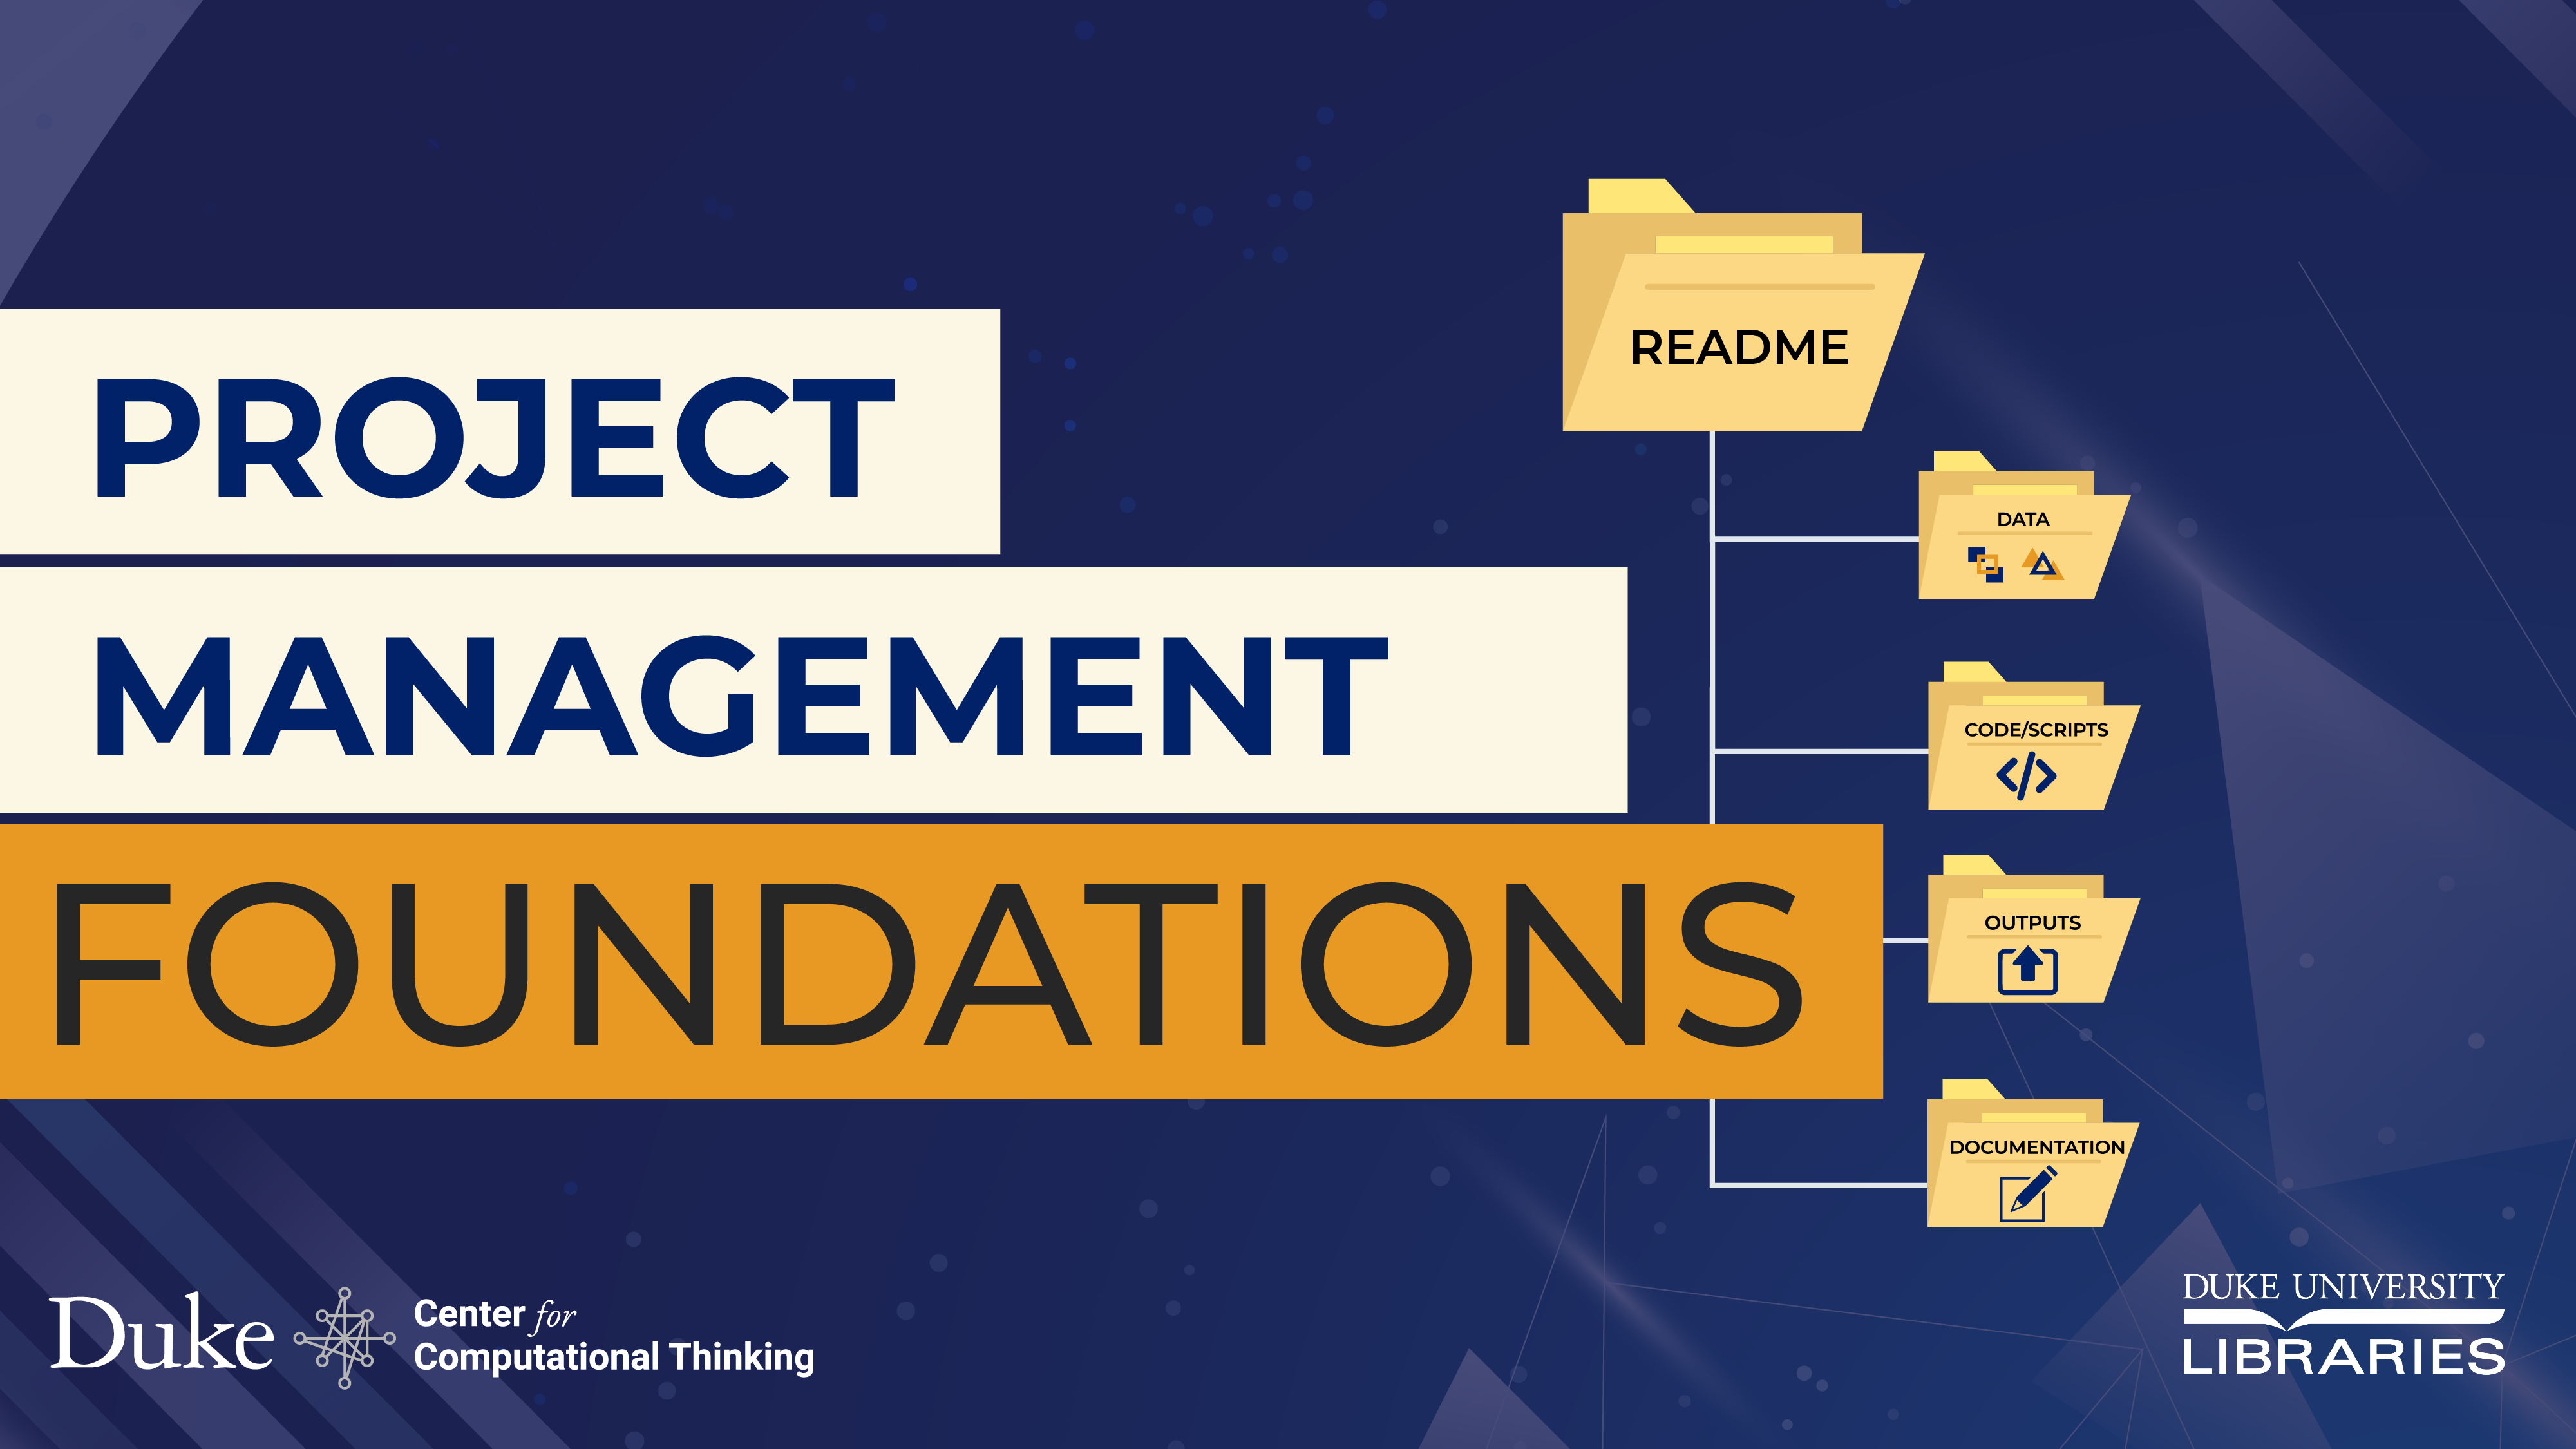 PROJECT
MANAGEMENT
FOUNDATIONS
README
DATA
CODE/SCRIPTS
OUTPUTS
DOCUMENTATION
Duke
Center for
Computational Thinking
DUKE UNIVERSITY
LIBRARIES